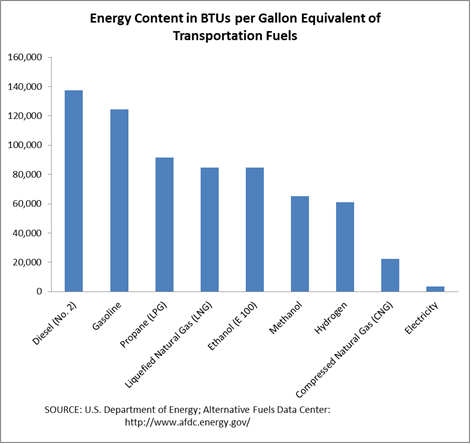 Energy Content in BTUs per Gallon Equivalent of
Transportation Fuels
160,000
140,000
120,000
100,000
80,000
60,000
40,000
20,000
0
Diesel (No. 2)
Gasoline
Propane (LPG)
Liquefied Natural Gas (LNG)
Ethanol (E 100)
Methanol
Hydrogen
Compressed Natural Gas (CNG)
Electricity
SOURCE: U.S. Department of Energy; Alternative Fuels Data Center:
http://www.afdc.energy.gov/